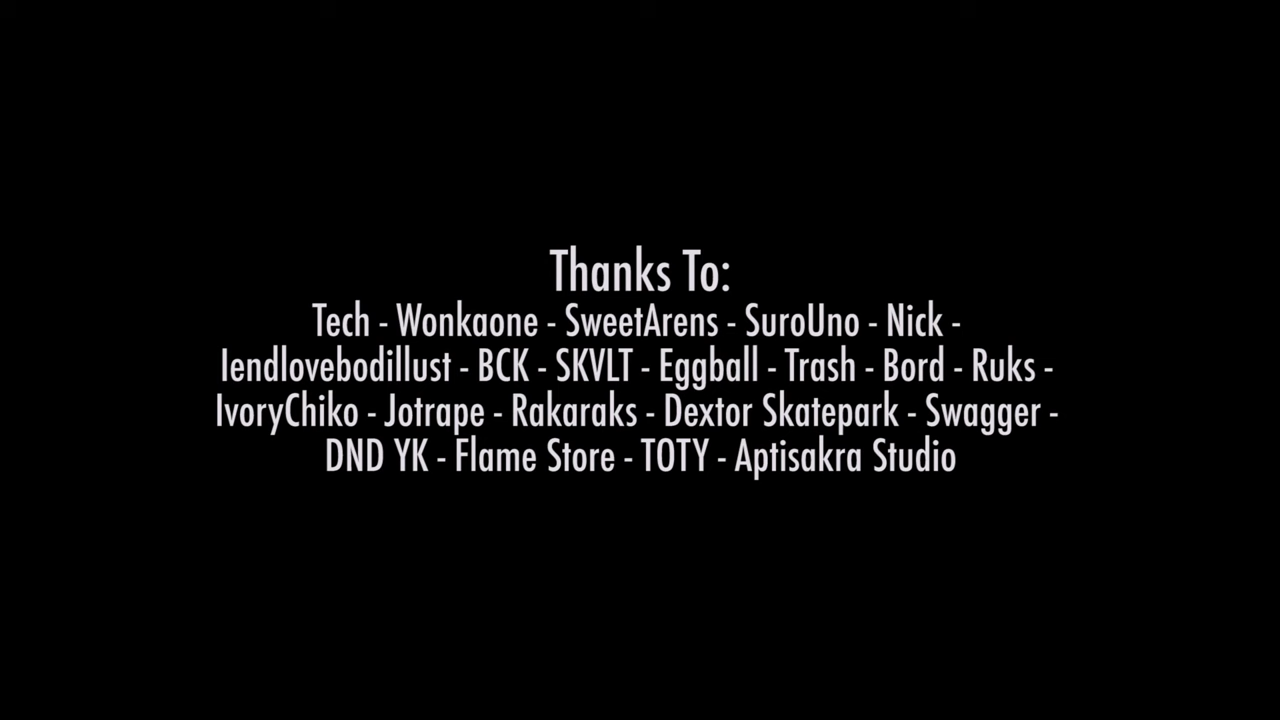 Thanks To:
Tech - Wonkaone - SweetArens - SuroUno - Nick -
Iendlovebodillust - BCK - SKVLT - Eggball - Trash - Bord - Ruks -
IvoryChiko - Jotrape - Rakaraks - Dextor Skatepark - Swagger -
DND YK - Flame Store - TOTY - Aptisakra Studio